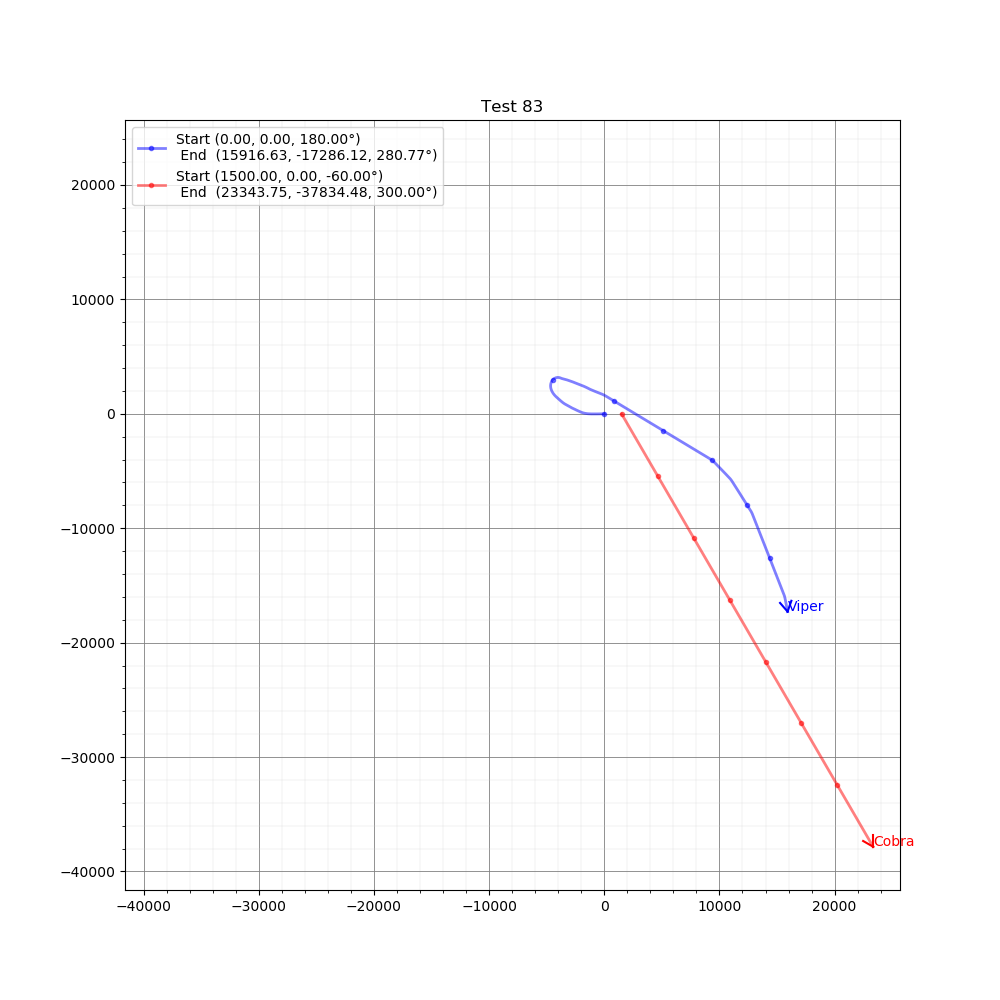 Test 83
Start (0.00, 0.00, 180.00°)
End (15916.63, -17286.12, 280.77°)
Start (1500.00, 0.00, -60.00°)
End (23343.75, -37834.48, 300.00°)
20000
10000
0
−10000
−20000
−30000
−40000
Viper
Cobra
−40000 −30000 −20000 −10000 0 10000 20000